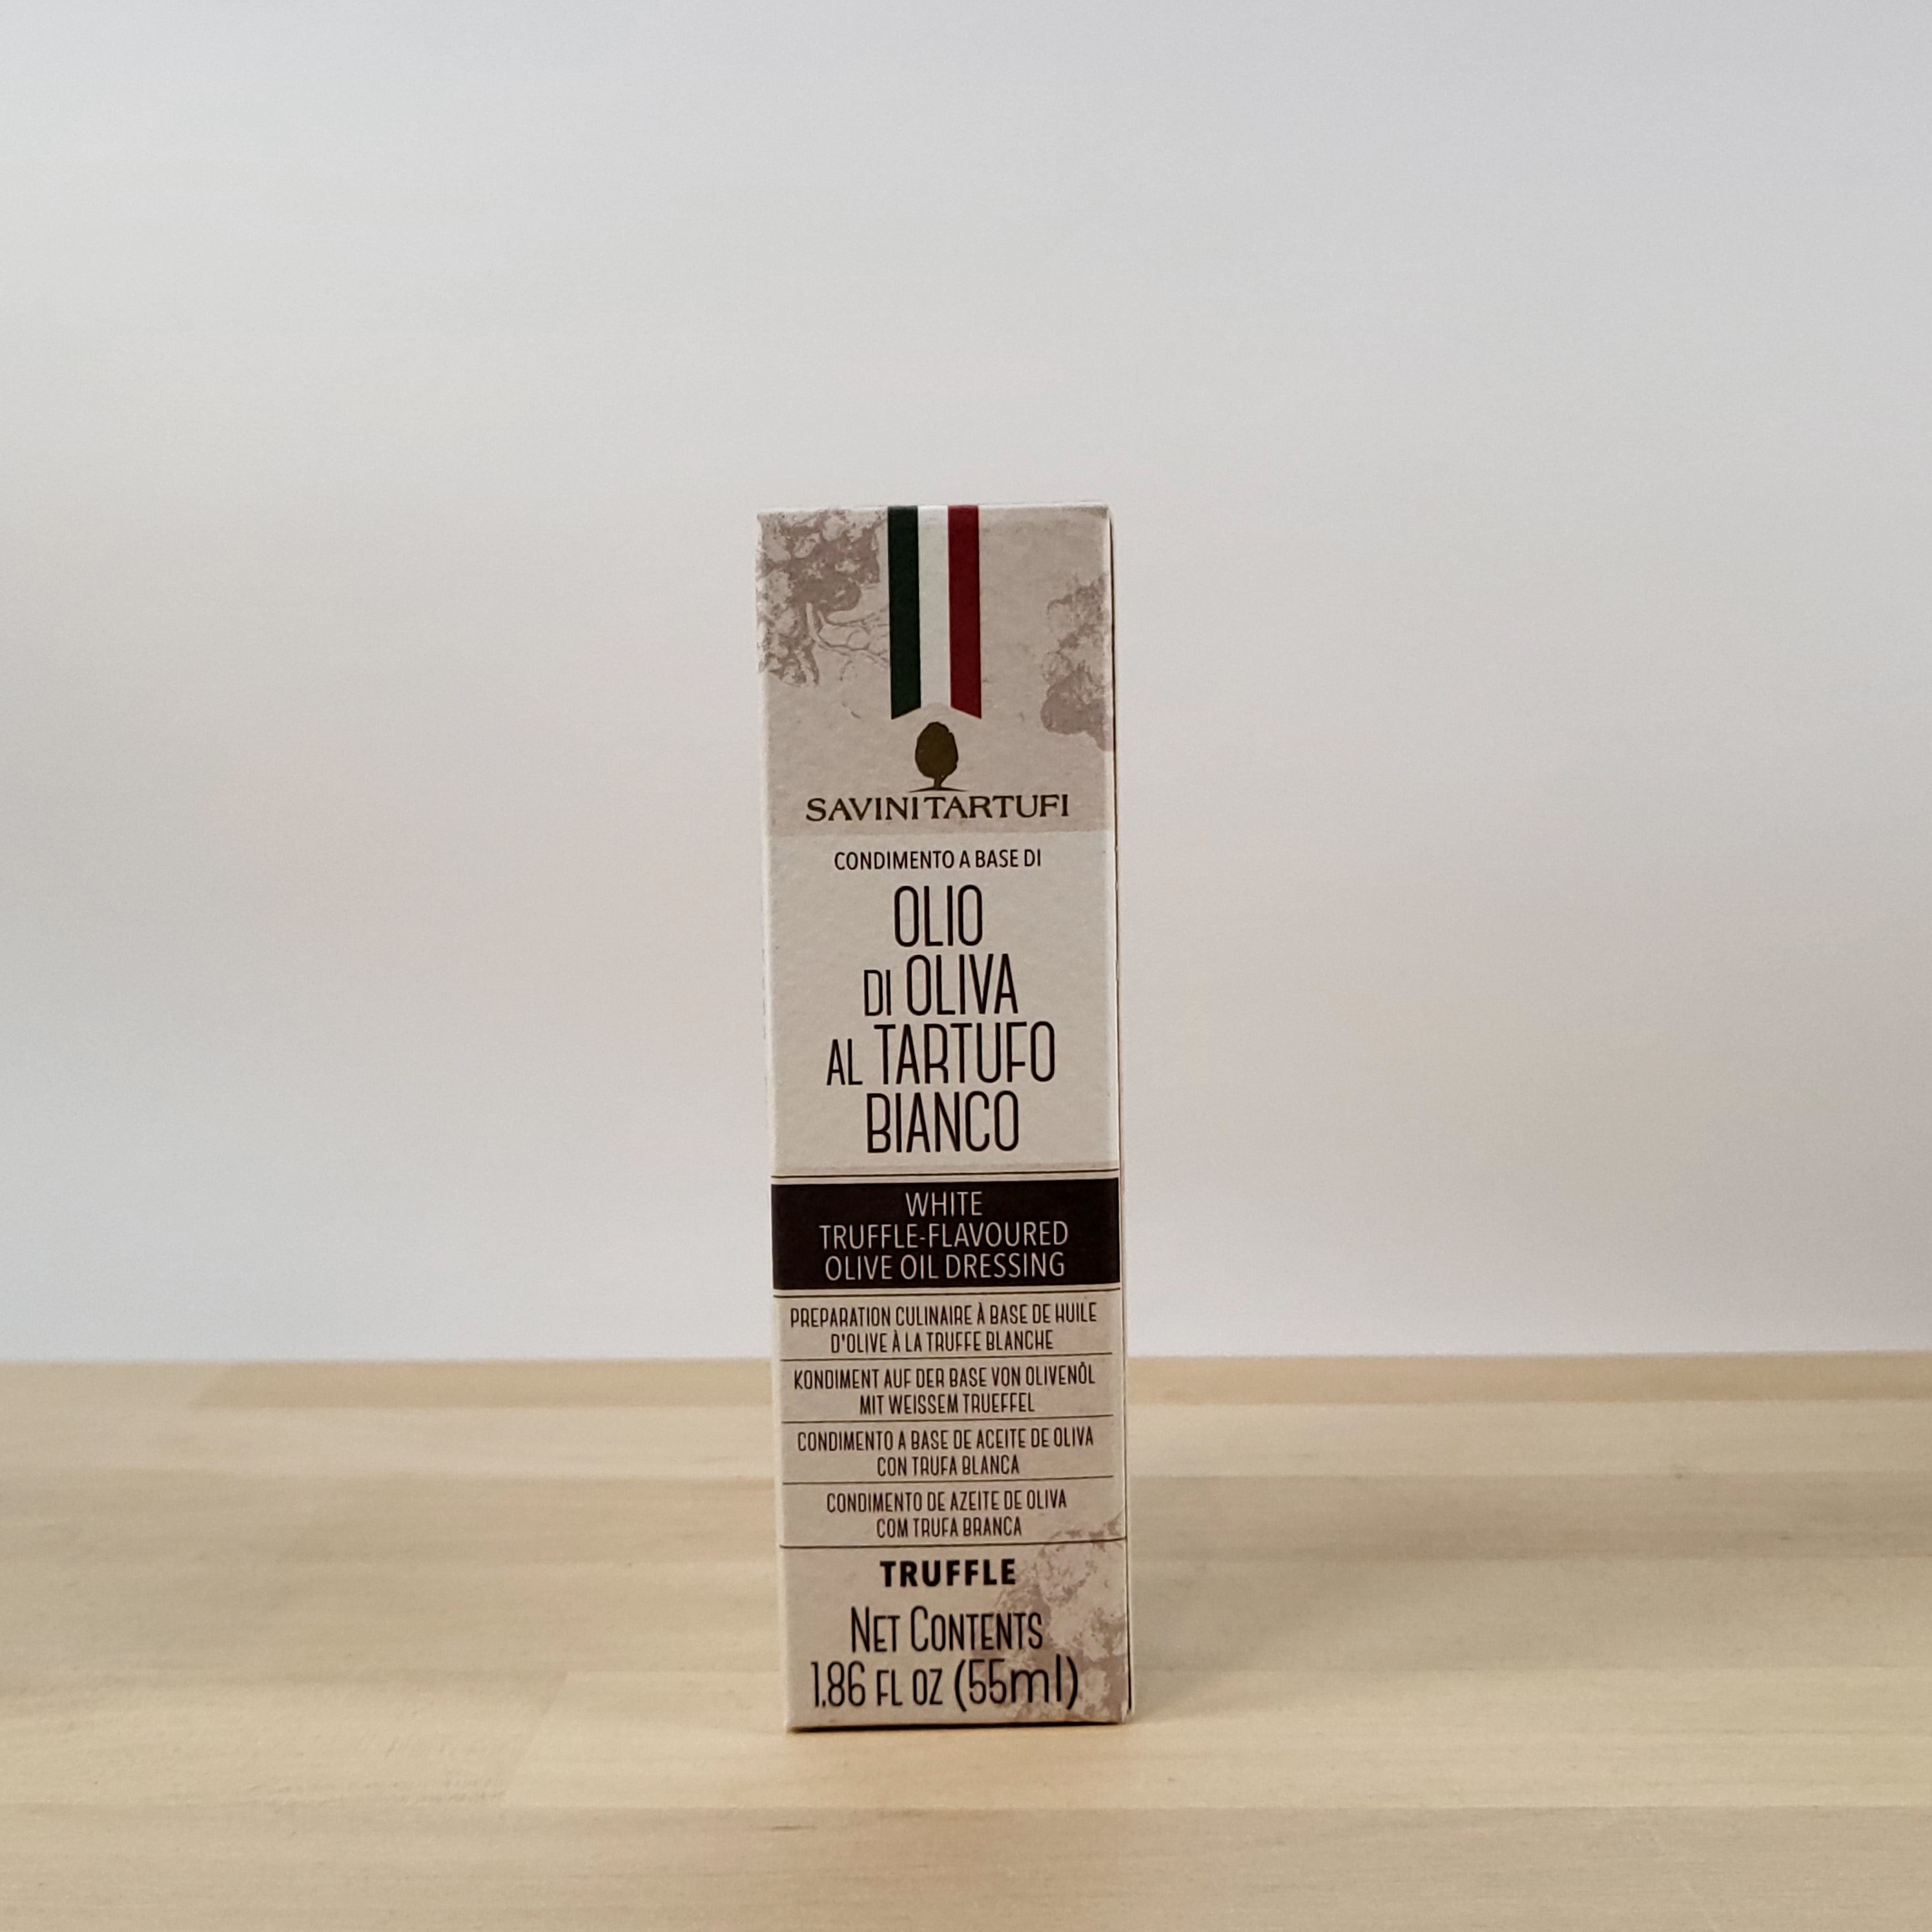 SAVINI TARTUFI
CONDIMENTO A BASE DI
OLIO
DI OLIVA
AL TARTUFO
BIANCO
WHITE
TRUFFLE-FLAVOURED
OLIVE OIL DRESSING
PREPARATION CULINAIRE À BASE DE HUILE
D'OLIVE À LA TRUFFE BLANCHE
KONDIMENT AUF DER BASE VON OLIVENÖL
MIT WEISSEM TRUEFFEL
CONDIMENTO A BASE DE ACEITE DE OLIVA
CON TRUFA BLANCA
CONDIMENTO DE AZEITE DE OLIVA
COM TRUFA BRANCA
TRUFFLE
NET CONTENTS
1.86 FL OZ (55ml)